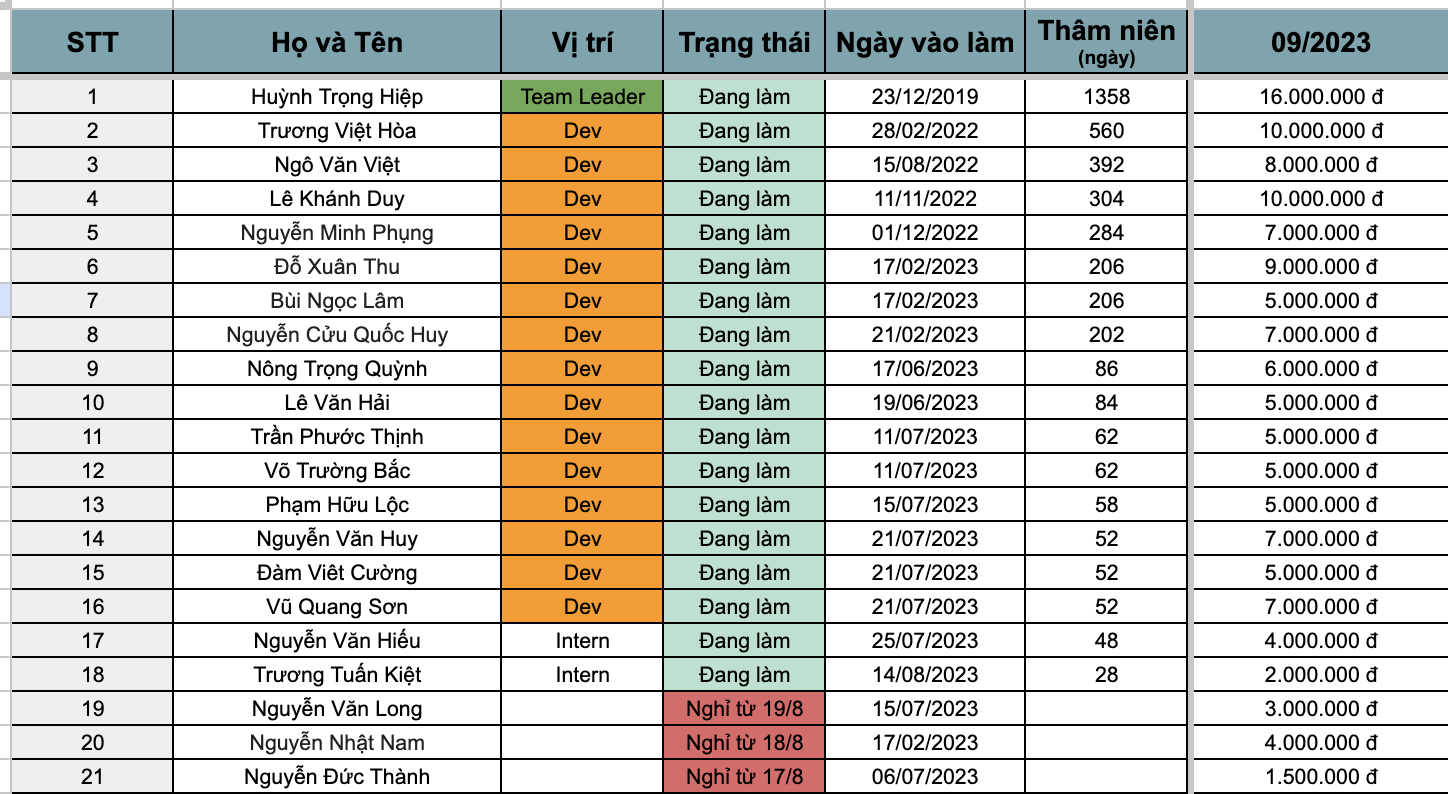 STT Họ và Tên Vị trí Trạng thái Ngày vào làm Thâm niên (ngày) 09/2023
1 Huỳnh Trọng Hiệp Team Leader Đang làm 23/12/2019 1358 16.000.000 đ
2 Trương Việt Hòa Dev Đang làm 28/02/2022 560 10.000.000 đ
3 Ngô Văn Việt Dev Đang làm 15/08/2022 392 8.000.000 đ
4 Lê Khánh Duy Dev Đang làm 11/11/2022 304 10.000.000 đ
5 Nguyễn Minh Phụng Dev Đang làm 01/12/2022 284 7.000.000 đ
6 Đỗ Xuân Thu Dev Đang làm 17/02/2023 206 9.000.000 đ
7 Bùi Ngọc Lâm Dev Đang làm 17/02/2023 206 5.000.000 đ
8 Nguyễn Cửu Quốc Huy Dev Đang làm 21/02/2023 202 7.000.000 đ
9 Nông Trọng Quỳnh Dev Đang làm 17/06/2023 86 6.000.000 đ
10 Lê Văn Hải Dev Đang làm 19/06/2023 84 5.000.000 đ
11 Trần Phước Thịnh Dev Đang làm 11/07/2023 62 5.000.000 đ
12 Võ Trường Bắc Dev Đang làm 11/07/2023 62 5.000.000 đ
13 Phạm Hữu Lộc Dev Đang làm 15/07/2023 58 5.000.000 đ
14 Nguyễn Văn Huy Dev Đang làm 21/07/2023 52 7.000.000 đ
15 Đàm Viêt Cường Dev Đang làm 21/07/2023 52 5.000.000 đ
16 Vũ Quang Sơn Dev Đang làm 21/07/2023 52 7.000.000 đ
17 Nguyễn Văn Hiếu Intern Đang làm 25/07/2023 48 4.000.000 đ
18 Trương Tuấn Kiệt Intern Đang làm 14/08/2023 28 2.000.000 đ
19 Nguyễn Văn Long Nghỉ từ 19/8 15/07/2023 3.000.000 đ
20 Nguyễn Nhật Nam Nghỉ từ 18/8 17/02/2023 4.000.000 đ
21 Nguyễn Đức Thành Nghỉ từ 17/8 06/07/2023 1.500.000 đ